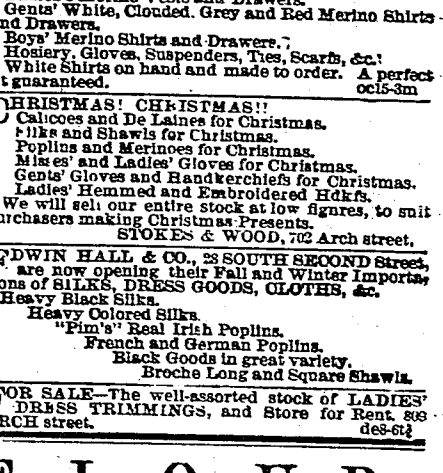 Gents' White, Clouded. Grey and Red Merino Shirts
nd Drawers.
Boys' Merino Shirts and Drewers.
Hosiery, Gloves, Suspenders, Ties, Scarfs, &c.
White Shirts on hand and made to order. A perfect
t guaranteed. oc15-3m
CHRISTMAS! CHRISTMAS!!
Calicoes and De Laines for Christmas.
Silks and Shawls for Christmas.
Poplins and Merinoes for Christmas.
Misses' and Ladies' Gloves for Christmas.
Gents' Gloves and Handkerchiefs for Christmas.
Ladies' Hemmed and Embroidered Hdkfs.
We will sell our entire stock at low figures, to suit
urchasers making Christmas Presents.
STOKES & WOOD, 702 Arch street.
EDWIN HALL & CO., 28 SOUTH SECOND Street,
are now opening their Fall and Winter Importa-
ons of SILKS, DRESS GOODS, CLOTHS, &c.
Heavy Black Silks.
Heavy Colored Silks.
"Pim's" Real Irish Poplins.
French and German Poplins.
Black Goods in great variety.
Broche Long and Square Shawls.
FOR SALE—The well-assorted stock of LADIES'
DRESS TRIMMINGS, and Store for Rent. 808
RCH street. de8-6t